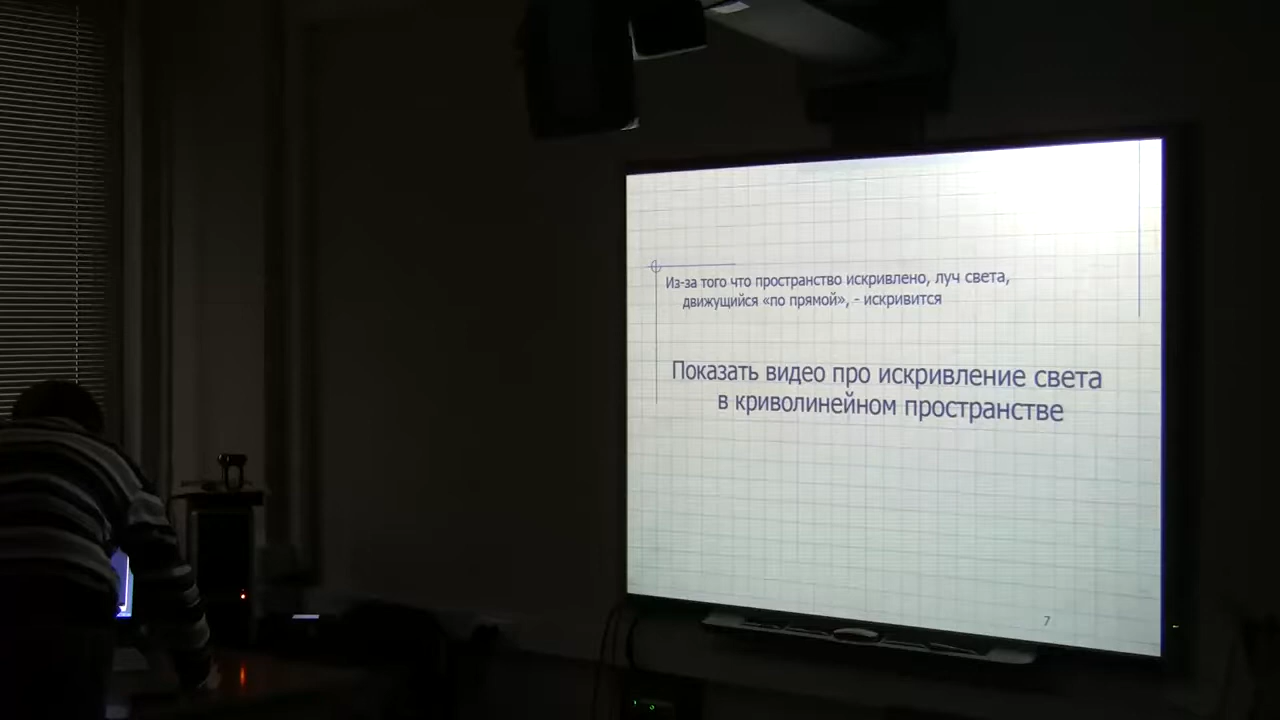 Из-за того что пространство искривлено, луч света,
движущийся «по прямой», - искривится
Показать видео про искривление света
в криволинейном пространстве
7